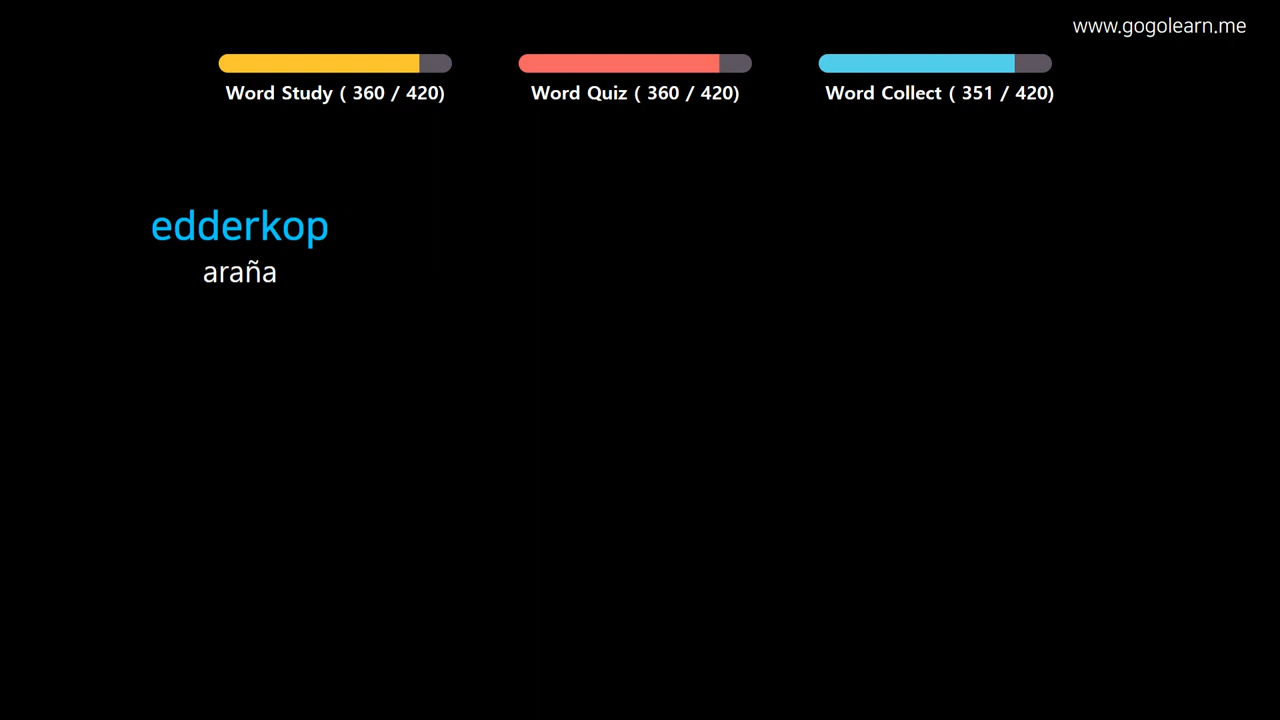 www.gogolearn.me
Word Study ( 360 / 420)
Word Quiz ( 360 / 420)
Word Collect ( 351 / 420)
edderkop
araña